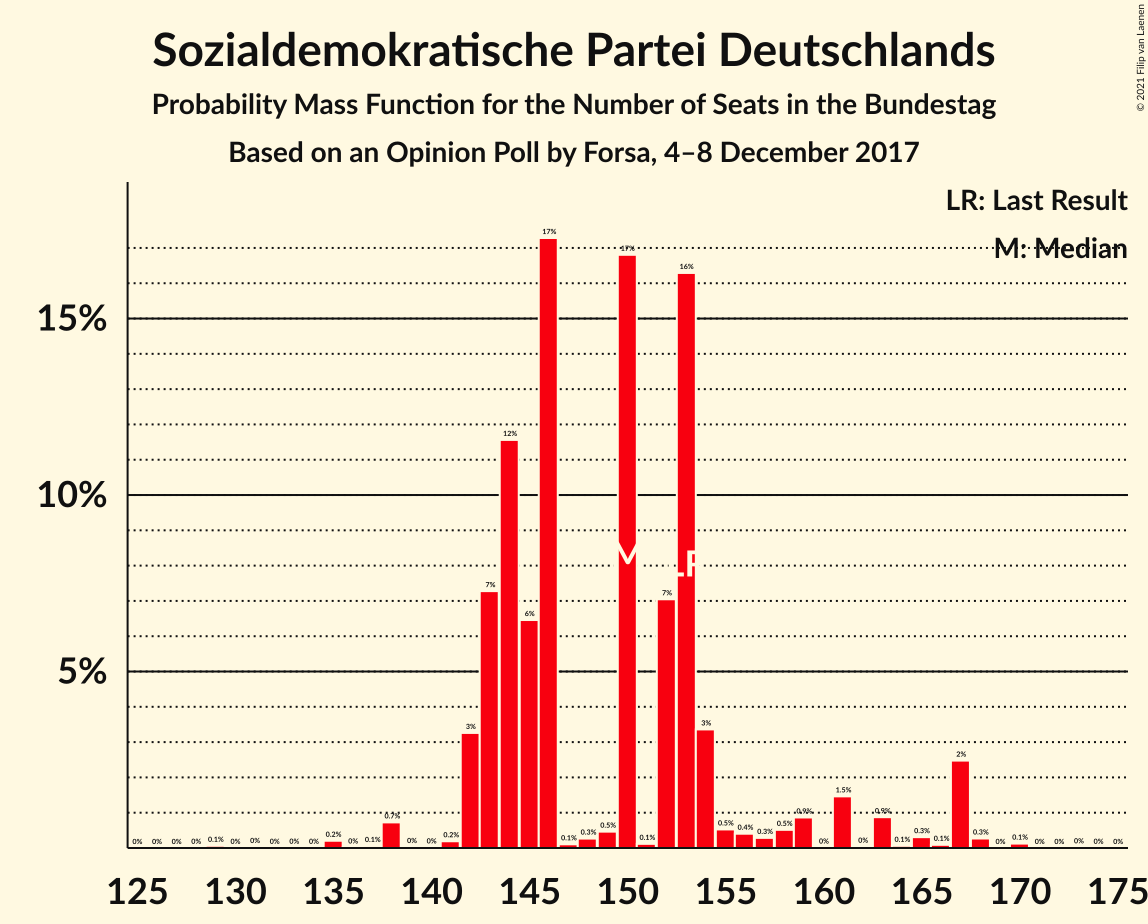 Sozialdemokratische Partei Deutschlands
Probability Mass Function for the Number of Seats in the Bundestag
Based on an Opinion Poll by Forsa, 4–8 December 2017
© 2021 Filip van Laenen
LR: Last Result
M: Median
15%
10%
5%
0% 0% 0% 0% 0.1% 0% 0% 0% 0% 0% 0.2% 0% 0.1% 0.7% 0% 0% 0.2% 3% 7% 12% 6% 17% 0.1% 0.3% 0.5% 17% 0.1% 7% 16% 3% 0.5% 0.4% 0.3% 0.5% 0.9% 0% 1.5% 0% 0.9% 0.1% 0.3% 0.1% 2% 0.3% 0% 0.1% 0% 0% 0% 0% 0%
M LR
125 130 135 140 145 150 155 160 165 170 175